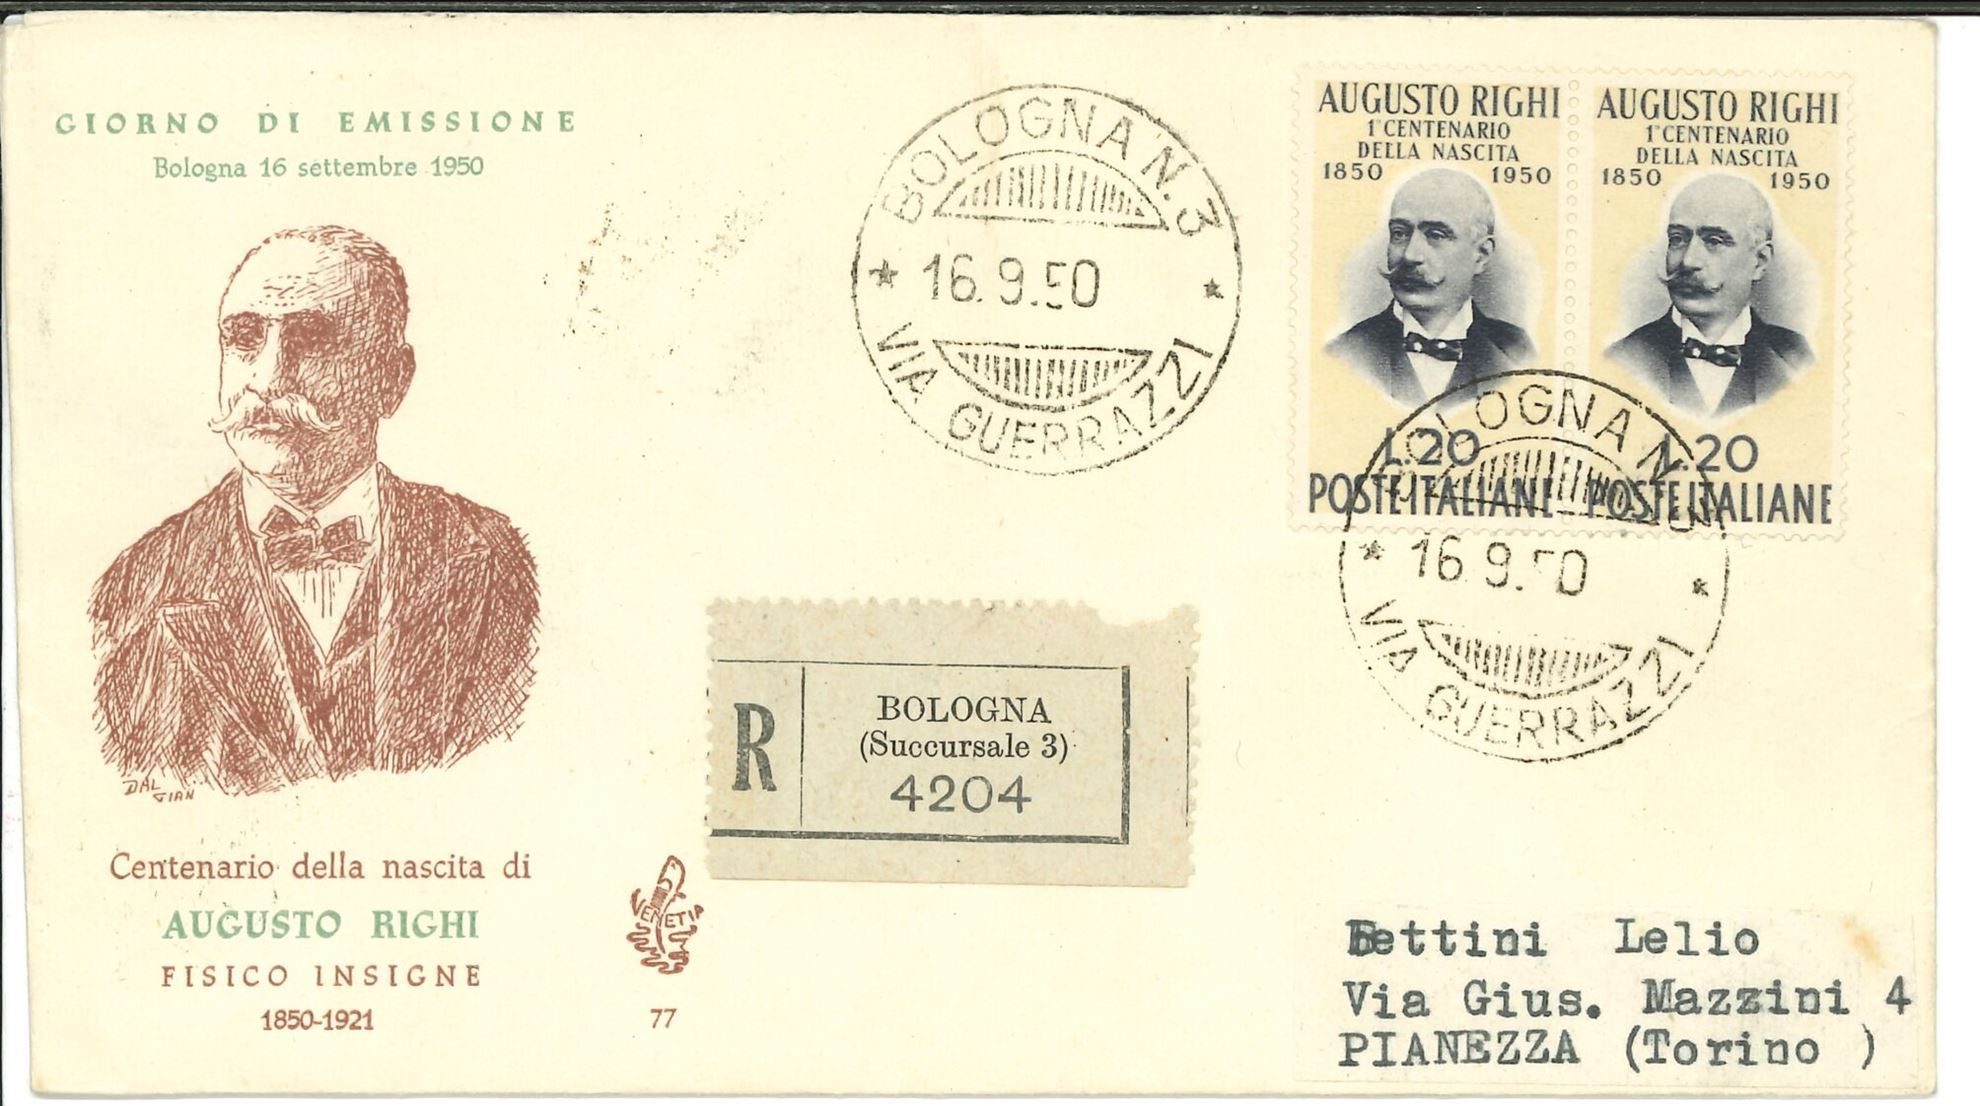 GIORNO DI EMISSIONE
Bologna 16 settembre 1950
BOLOGNA N. 3
16. 9. 50
VIA GUERRAZZI
AUGUSTO RIGHI
1° CENTENARIO
DELLA NASCITA
1850 1950
L.20
POSTE ITALIANE
AUGUSTO RIGHI
1° CENTENARIO
DELLA NASCITA
1850 1950
L.20
POSTE ITALIANE
BOLOGNA N. 3
16. 9. 50
VIA GUERRAZZI
R
BOLOGNA
(Succursale 3)
4204
DAL
GIAN
Centenario della nascita di
AUGUSTO RIGHI
FISICO INSIGNE
1850-1921
VENETIA
77
Bettini Lelio
Via Gius. Mazzini 4
PIANEZZA (Torino )